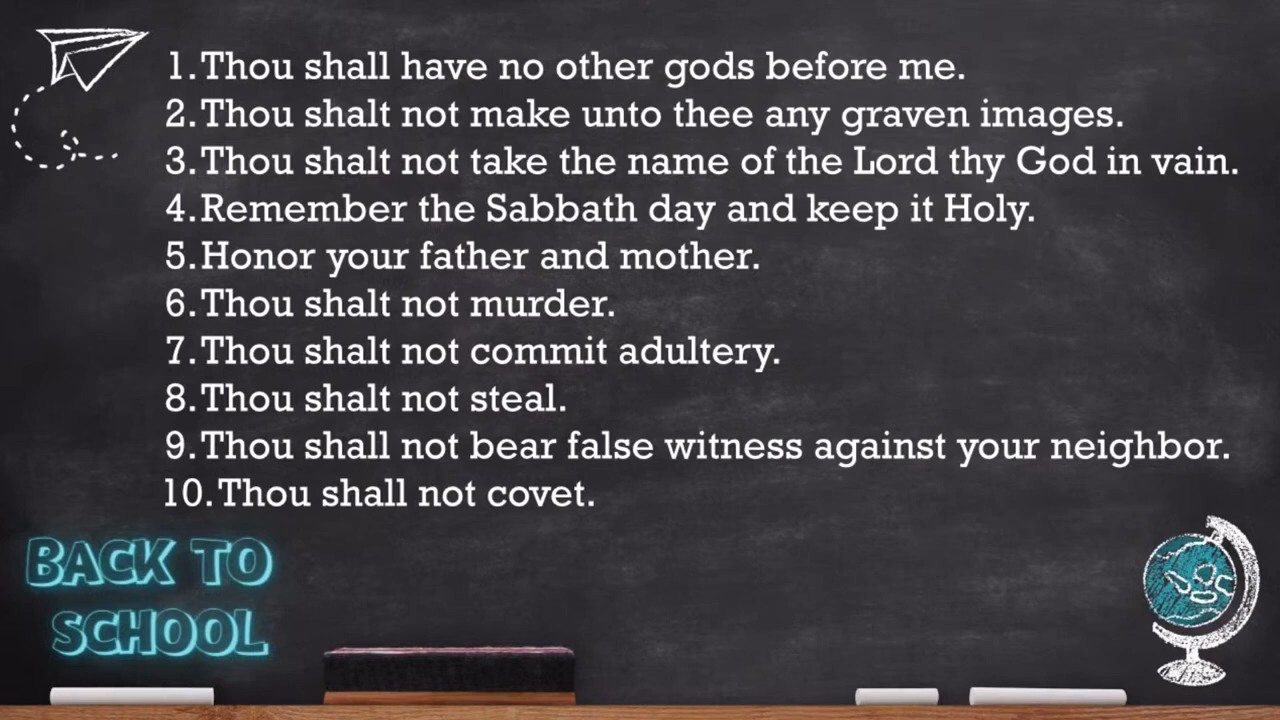 1. Thou shall have no other gods before me.
2. Thou shalt not make unto thee any graven images.
3. Thou shalt not take the name of the Lord thy God in vain.
4. Remember the Sabbath day and keep it Holy.
5. Honor your father and mother.
6. Thou shalt not murder.
7. Thou shalt not commit adultery.
8. Thou shalt not steal.
9. Thou shall not bear false witness against your neighbor.
10. Thou shall not covet.
BACK TO
SCHOOL